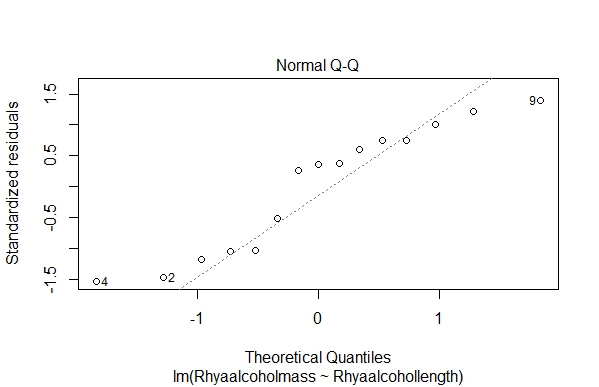 Normal Q-Q
Standardized residuals
1.5
0.5
-0.5
-1.5
9
4
2
-1
0
1
Theoretical Quantiles
lm(Rhyaalcoholmass ~ Rhyaalcohollength)